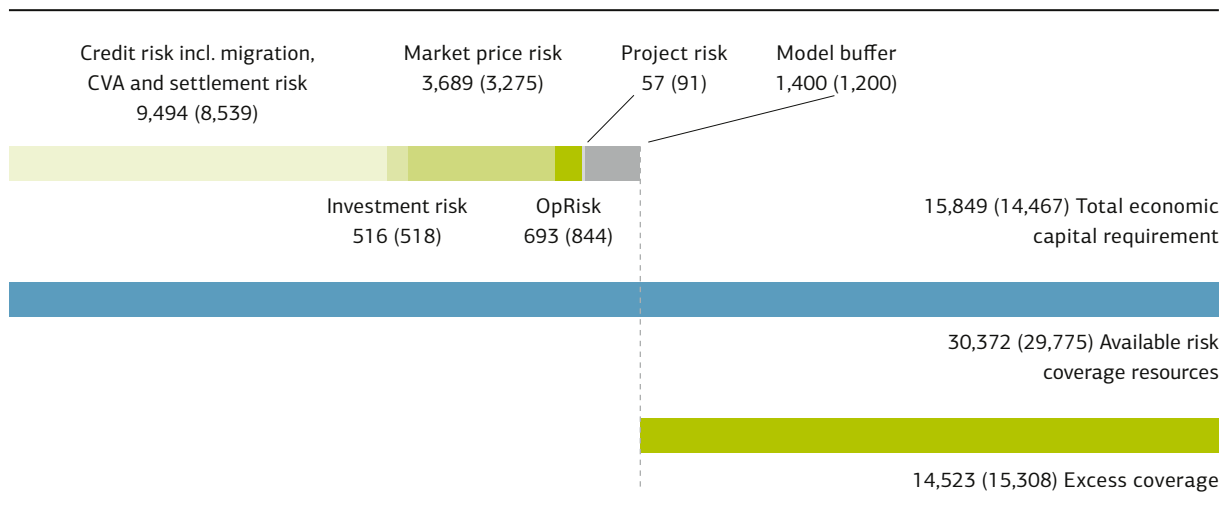 Credit risk incl. migration,
CVA and settlement risk
9,494 (8,539)
Market price risk
3,689 (3,275)
Project risk
57 (91)
Model buffer
1,400 (1,200)
Investment risk
516 (518)
OpRisk
693 (844)
15,849 (14,467) Total economic
capital requirement
30,372 (29,775) Available risk
coverage resources
14,523 (15,308) Excess coverage